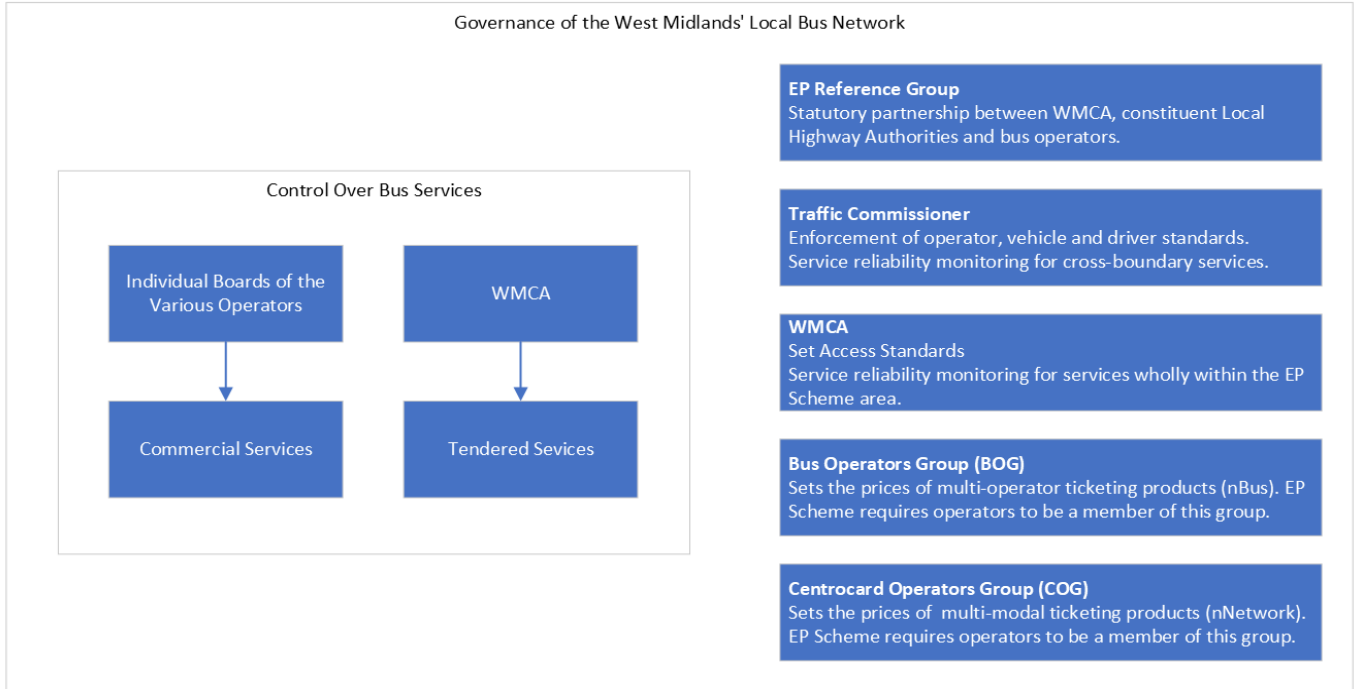 Governance of the West Midlands' Local Bus Network
Control Over Bus Services
Individual Boards of the
Various Operators
WMCA
Commercial Services
Tendered Sevices
EP Reference Group
Statutory partnership between WMCA, constituent Local
Highway Authorities and bus operators.
Traffic Commissioner
Enforcement of operator, vehicle and driver standards.
Service reliability monitoring for cross-boundary services.
WMCA
Set Access Standards
Service reliability monitoring for services wholly within the EP
Scheme area.
Bus Operators Group (BOG)
Sets the prices of multi-operator ticketing products (nBus). EP
Scheme requires operators to be a member of this group.
Centrocard Operators Group (COG)
Sets the prices of  multi-modal ticketing products (nNetwork).
EP Scheme requires operators to be a member of this group.